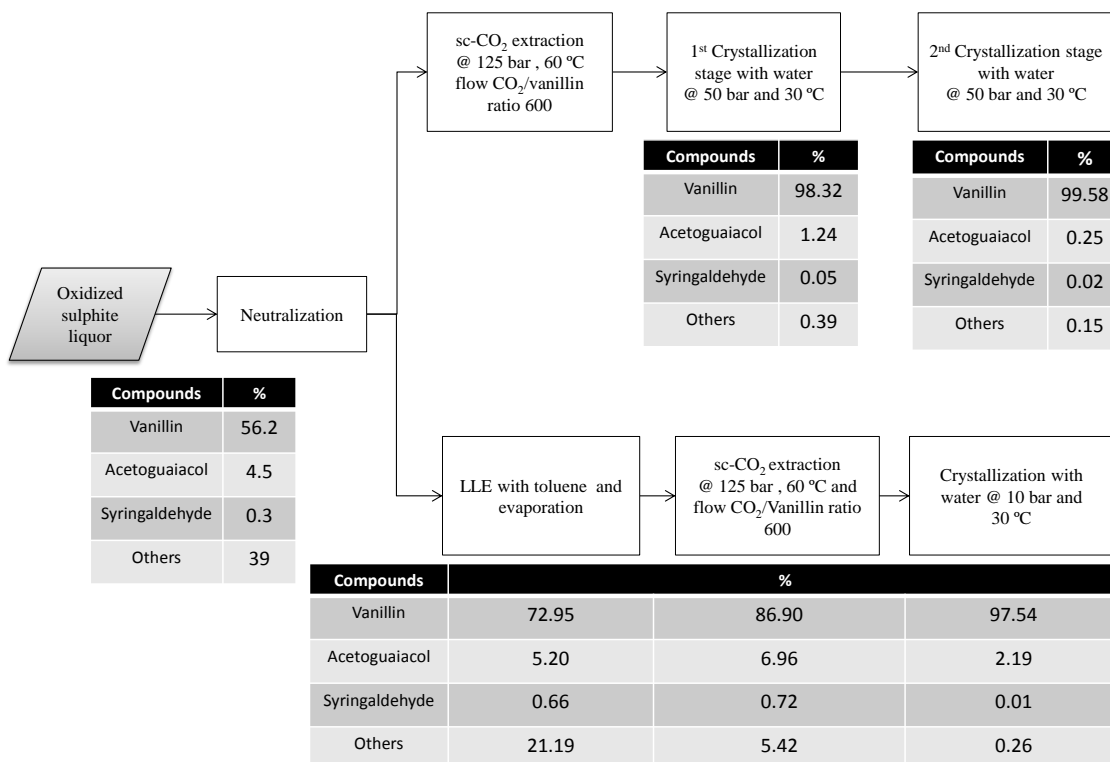 sc-CO₂ extraction
@ 125 bar , 60 ºC
flow CO₂/vanillin
ratio 600
1st Crystallization
stage with water
@ 50 bar and 30 ºC
2nd Crystallization stage
with water
@ 50 bar and 30 ºC
Compounds %
Vanillin 98.32
Acetoguaiacol 1.24
Syringaldehyde 0.05
Others 0.39
Compounds %
Vanillin 99.58
Acetoguaiacol 0.25
Syringaldehyde 0.02
Others 0.15
Oxidized
sulphite
liquor
Neutralization
Compounds %
Vanillin 56.2
Acetoguaiacol 4.5
Syringaldehyde 0.3
Others 39
LLE with toluene and
evaporation
sc-CO₂ extraction
@ 125 bar , 60 ºC and
flow CO₂/Vanillin ratio
600
Crystallization with
water @ 10 bar and
30 ºC
Compounds %
Vanillin 72.95 86.90 97.54
Acetoguaiacol 5.20 6.96 2.19
Syringaldehyde 0.66 0.72 0.01
Others 21.19 5.42 0.26